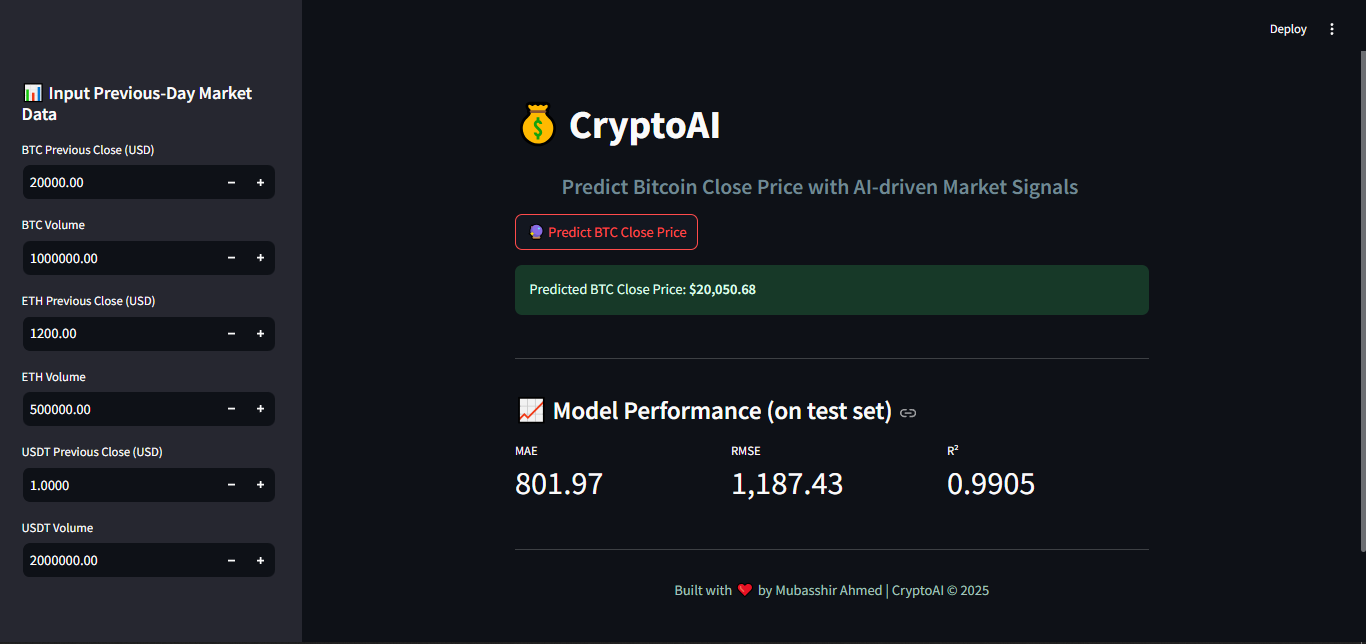 Deploy
📊 Input Previous-Day Market
Data
BTC Previous Close (USD)
20000.00
BTC Volume
1000000.00
ETH Previous Close (USD)
1200.00
ETH Volume
500000.00
USDT Previous Close (USD)
1.0000
USDT Volume
2000000.00
💰 CryptoAI
Predict Bitcoin Close Price with AI-driven Market Signals
🔮 Predict BTC Close Price
Predicted BTC Close Price: $20,050.68
📈 Model Performance (on test set)
MAE
801.97
RMSE
1,187.43
R²
0.9905
Built with ❤️ by Mubasshir Ahmed | CryptoAI © 2025